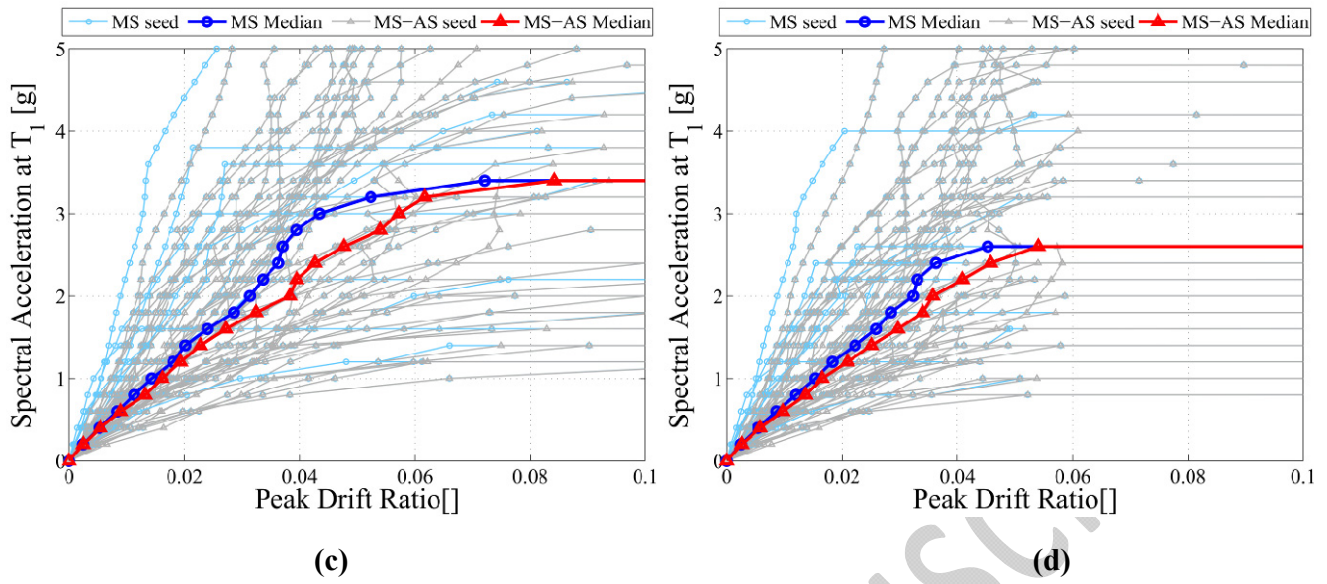 MS seed MS Median MS−AS seed MS−AS Median
5
4
3
2
1
0
Spectral Acceleration at T1 [g]
0 0.02 0.04 0.06 0.08 0.1
Peak Drift Ratio[]
(c)
MS seed MS Median MS−AS seed MS−AS Median
5
4
3
2
1
0
Spectral Acceleration at T1 [g]
0 0.02 0.04 0.06 0.08 0.1
Peak Drift Ratio[]
(d)